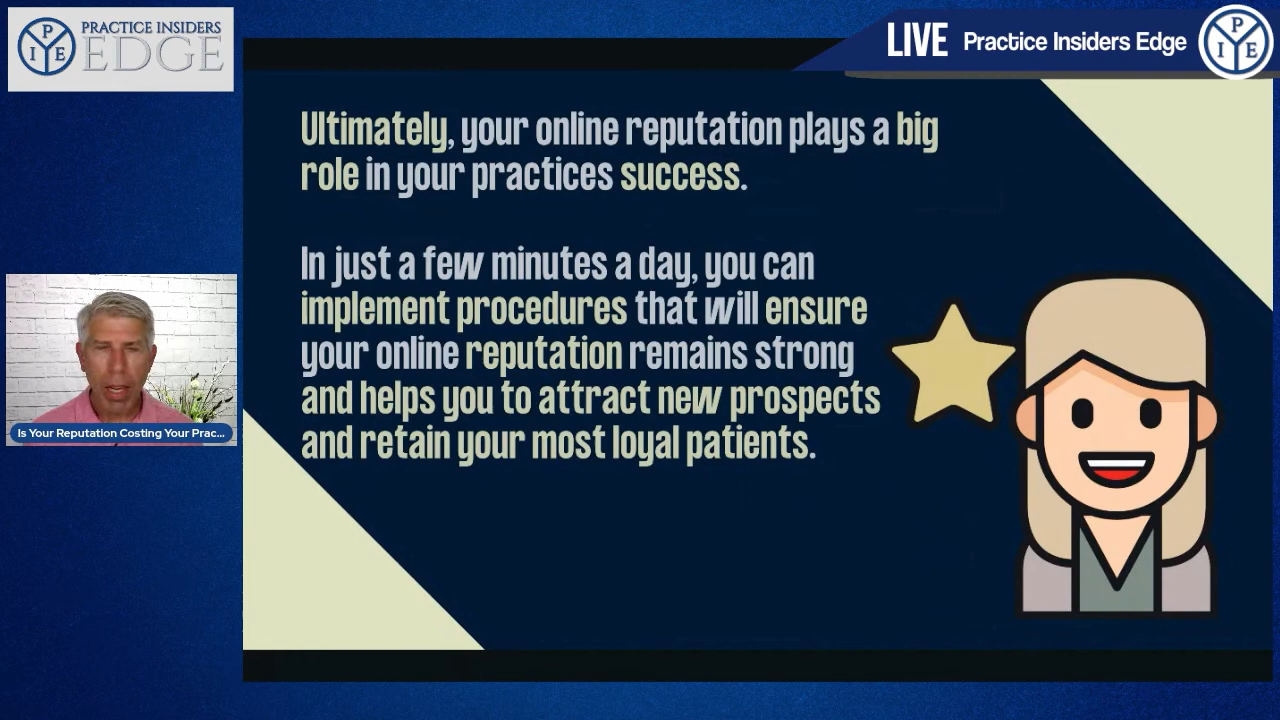 PRACTICE INSIDERS
EDGE
P
I
E
LIVE Practice Insiders Edge
P
I
E
Ultimately, your online reputation plays a big
role in your practices success.
In just a few minutes a day, you can
implement procedures that will ensure
your online reputation remains strong
and helps you to attract new prospects
and retain your most loyal patients.
Is Your Reputation Costing Your Prac...